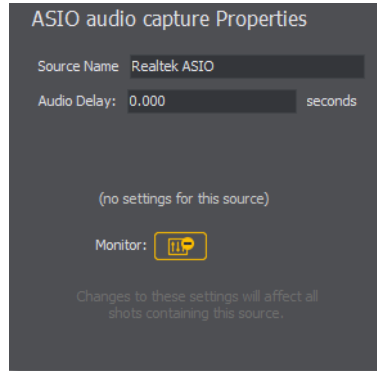 ASIO audio capture Properties
Source Name Realtek ASIO
Audio Delay: 0.000 seconds
(no settings for this source)
Monitor:
Changes to these settings will affect all
shots containing this source.